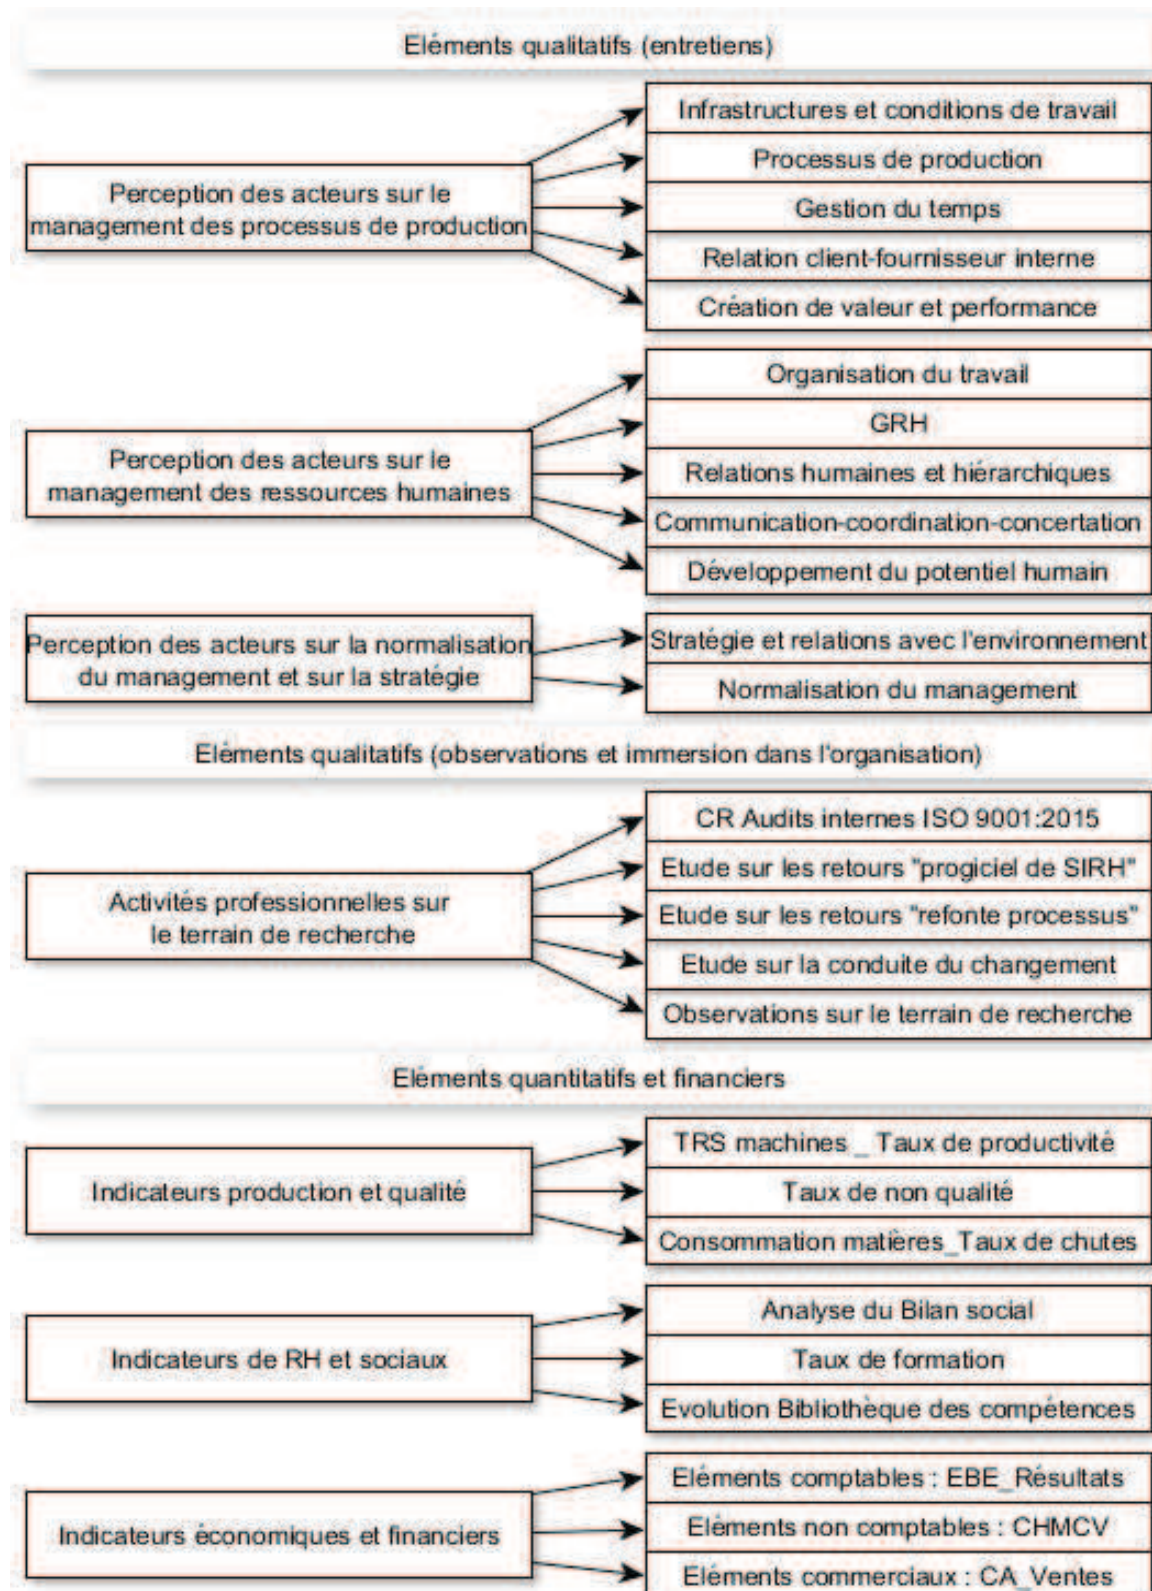 Eléments qualitatifs (entretiens)
Perception des acteurs sur le
management des processus de production
Infrastructures et conditions de travail
Processus de production
Gestion du temps
Relation client-fournisseur interne
Création de valeur et performance
Perception des acteurs sur le
management des ressources humaines
Organisation du travail
GRH
Relations humaines et hiérarchiques
Communication-coordination-concertation
Développement du potentiel humain
Perception des acteurs sur la normalisation
du management et sur la stratégie
Stratégie et relations avec l'environnement
Normalisation du management
Eléments qualitatifs (observations et immersion dans l'organisation)
Activités professionnelles sur
le terrain de recherche
CR Audits internes ISO 9001:2015
Etude sur les retours "progiciel de SIRH"
Etude sur les retours "refonte processus"
Etude sur la conduite du changement
Observations sur le terrain de recherche
Eléments quantitatifs et financiers
Indicateurs production et qualité
TRS machines _ Taux de productivité
Taux de non qualité
Consommation matières_Taux de chutes
Indicateurs de RH et sociaux
Analyse du Bilan social
Taux de formation
Evolution Bibliothèque des compétences
Indicateurs économiques et financiers
Eléments comptables : EBE_Résultats
Eléments non comptables : CHMCV
Eléments commerciaux : CA_Ventes